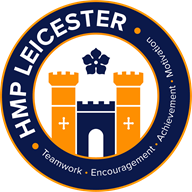 HMP LEICESTER
Teamwork • Encouragement • Achievement • Motivation